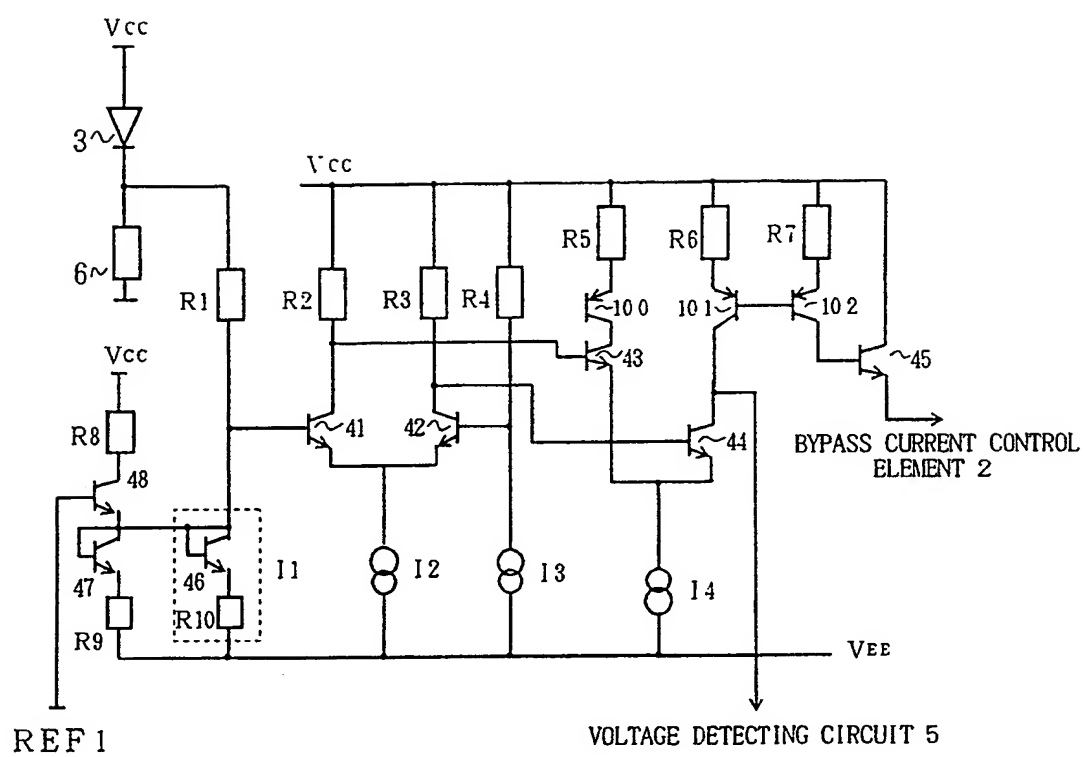 Vcc
3
Vcc
6
R1
R2
R3
R4
R5
R6
R7
100
101
102
43
45
Vcc
R8
48
41
42
44
BYPASS CURRENT CONTROL
ELEMENT 2
47
46
I1
I2
I3
I4
R9
R10
VEE
REF1
VOLTAGE DETECTING CIRCUIT 5